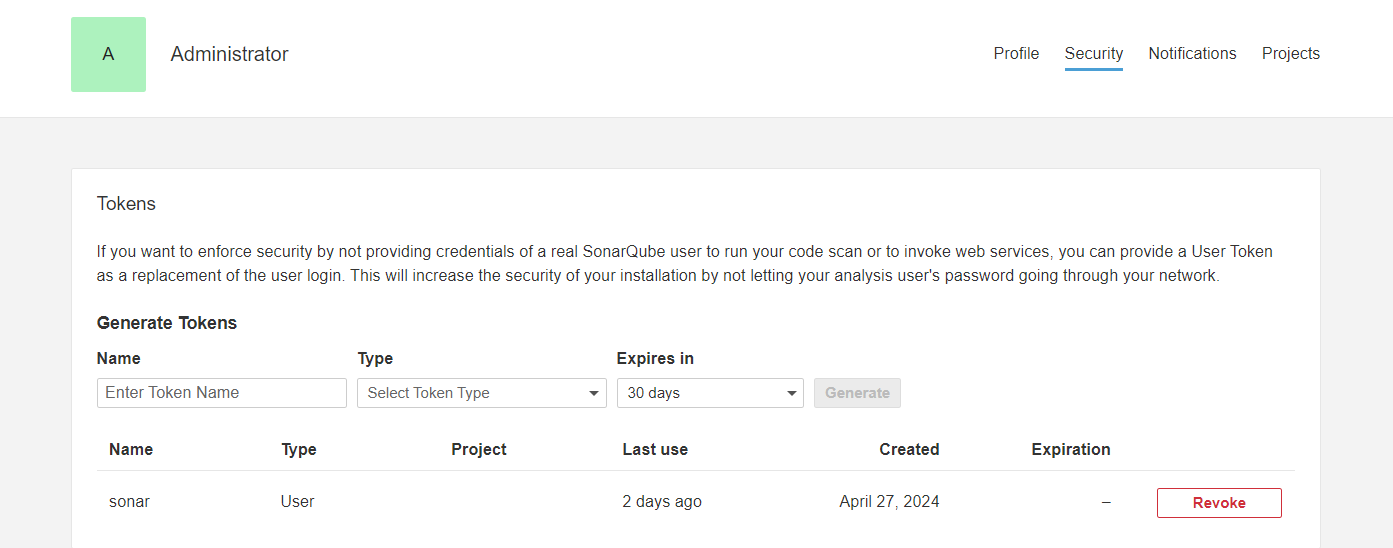 A
Administrator
Profile Security Notifications Projects
Tokens
If you want to enforce security by not providing credentials of a real SonarQube user to run your code scan or to invoke web services, you can provide a User Token
as a replacement of the user login. This will increase the security of your installation by not letting your analysis user's password going through your network.
Generate Tokens
Name Type Expires in
Enter Token Name Select Token Type 30 days Generate
Name Type Project Last use Created Expiration
sonar User 2 days ago April 27, 2024 – Revoke